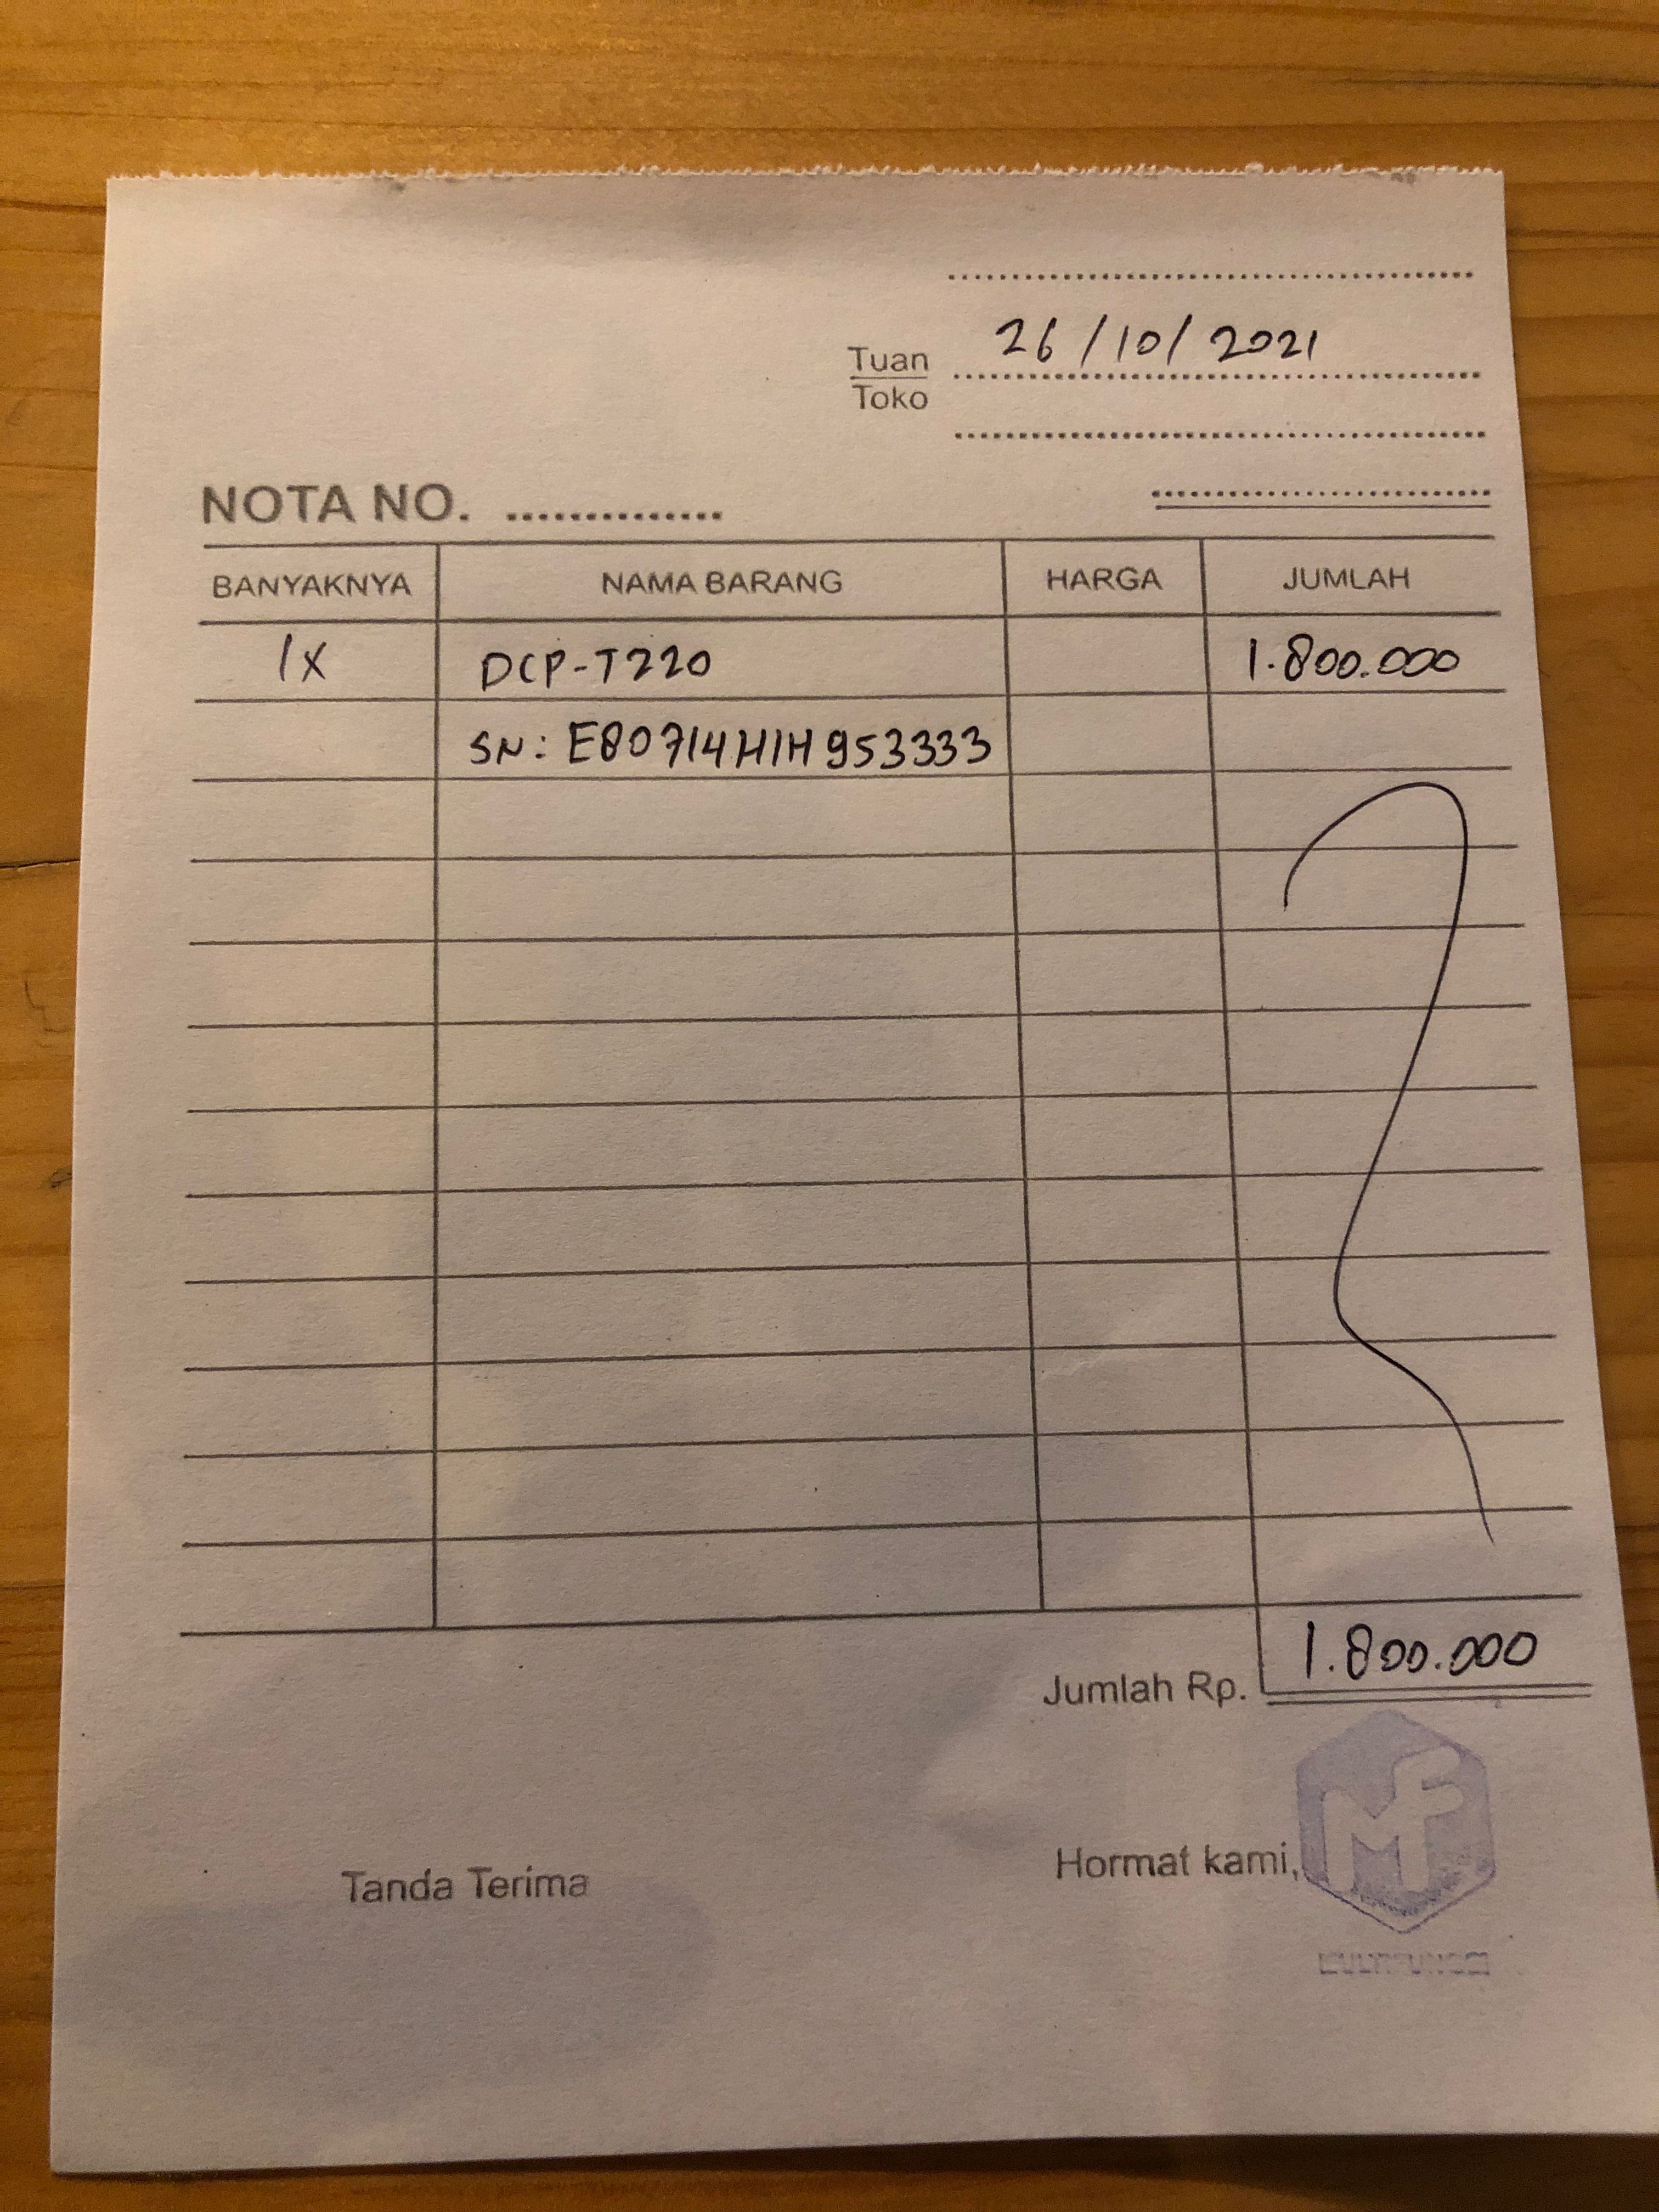 26/10/2021
Tuan
Toko
NOTA NO. ..............
BANYAKNYA NAMA BARANG HARGA JUMLAH
1x DCP-T220 1.800.000
SN: E80714H1H953333
Jumlah Rp. 1.800.000
Tanda Terima Hormat kami,
MF